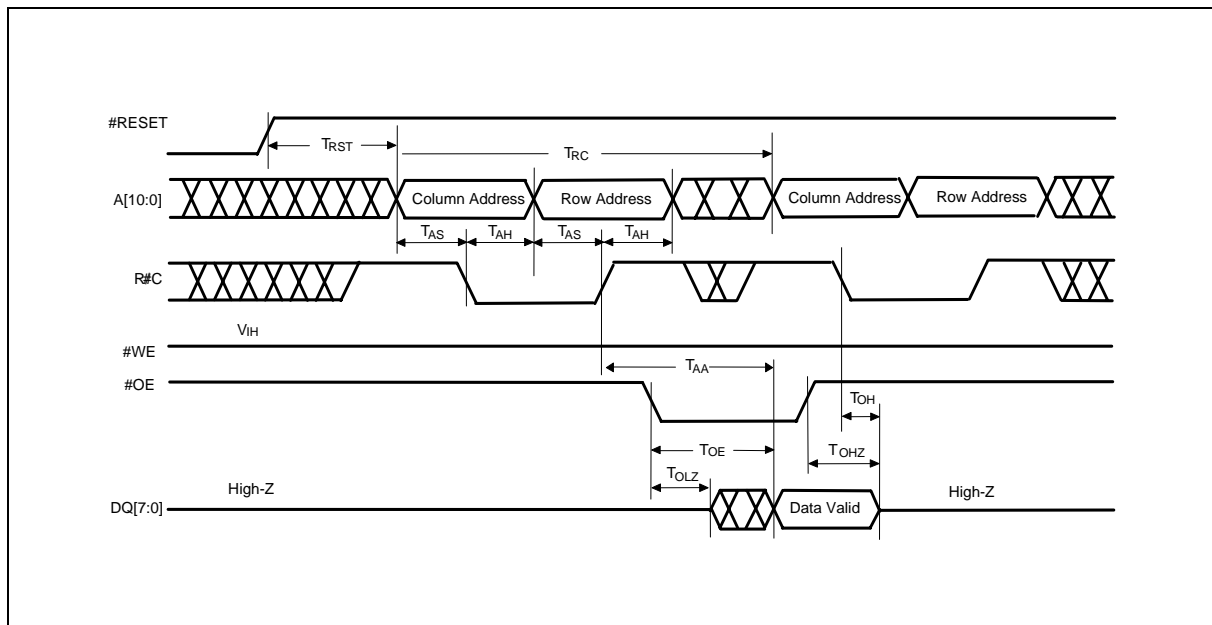 #RESET
TRST
TRC
A[10:0]
Column Address
Row Address
Column Address
Row Address
TAS
TAH
TAS
TAH
R#C
VIH
#WE
TAA
#OE
TOH
TOE
TOHZ
TOLZ
High-Z
High-Z
DQ[7:0]
Data Valid